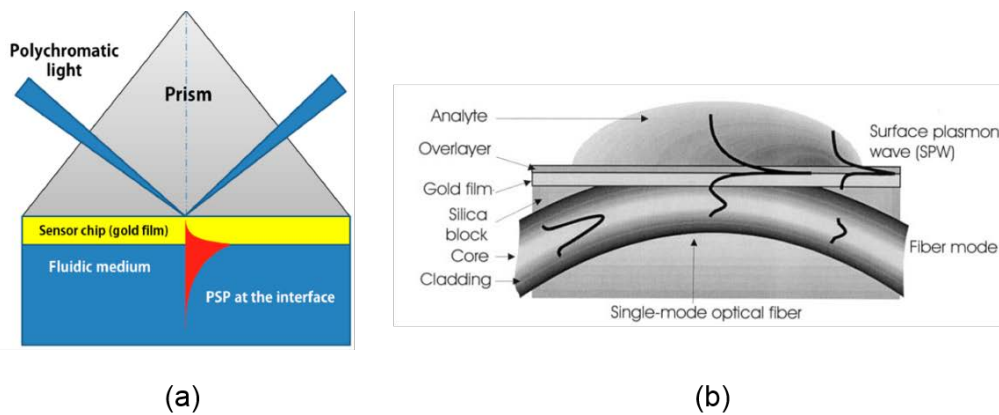 Polychromatic
light
Prism
Sensor chip (gold film)
Fluidic medium
PSP at the interface
(a)
Analyte
Overlayer
Gold film
Silica
block
Core
Cladding
Surface plasmon
wave (SPW)
Fiber mode
Single-mode optical fiber
(b)